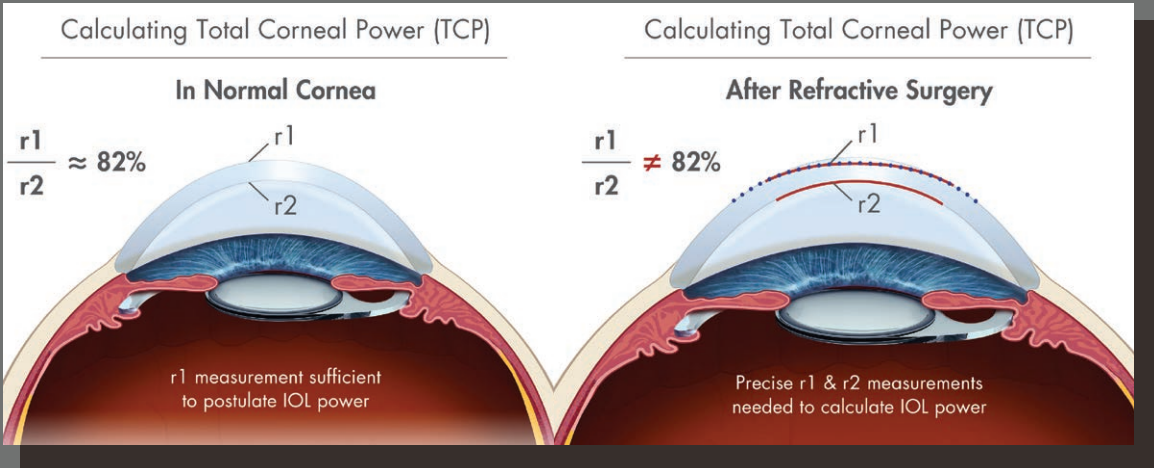 Calculating Total Corneal Power (TCP)
In Normal Cornea
r1
r2
≈ 82%
r1
r2
r1 measurement sufficient
to postulate IOL power
Calculating Total Corneal Power (TCP)
After Refractive Surgery
r1
r2
≠ 82%
r1
r2
Precise r1 & r2 measurements
needed to calculate IOL power